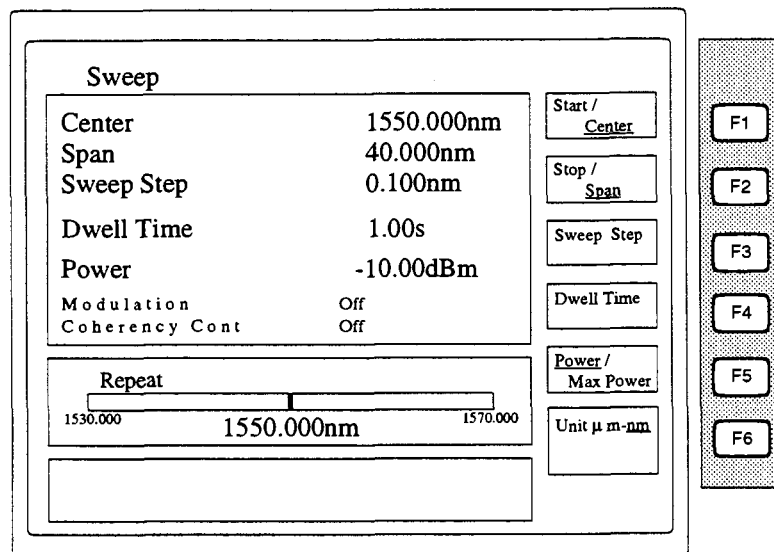 Sweep
Center 1550.000nm
Span 40.000nm
Sweep Step 0.100nm
Dwell Time 1.00s
Power -10.00dBm
Modulation Off
Coherency Cont Off
Repeat
1530.000 1550.000nm 1570.000
Start /
Center
Stop /
Span
Sweep Step
Dwell Time
Power /
Max Power
Unit μ m-nm
F1
F2
F3
F4
F5
F6